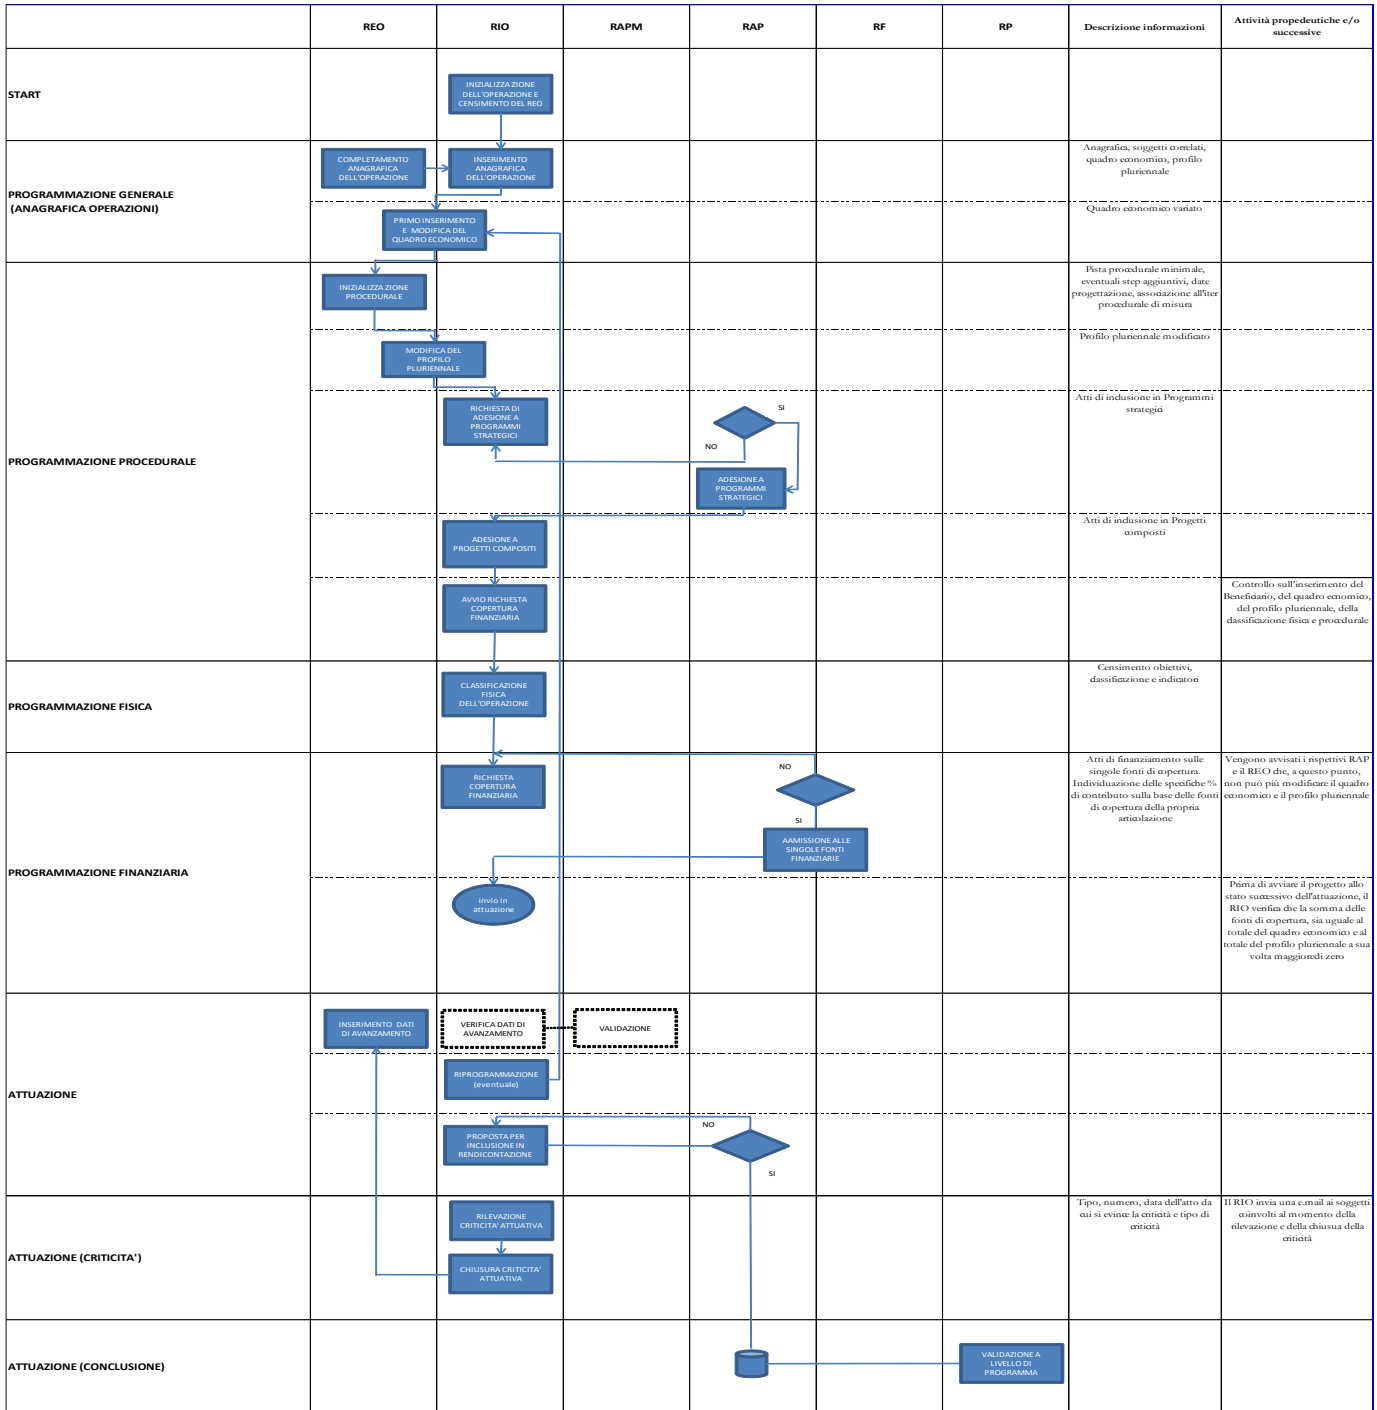 REO
RIO
RAPM
RAP
RF
RP
Descrizione informazioni
Attività propedeutiche e/o
successive
START
INIZIALIZZAZIONE
DELL'OPERAZIONE E
CENSIMENTO DEL REO
PROGRAMMAZIONE GENERALE
(ANAGRAFICA OPERAZIONI)
COMPLETAMENTO
ANAGRAFICA
DELL'OPERAZIONE
INSERIMENTO
ANAGRAFICA
DELL'OPERAZIONE
Anagrafica, soggetti correlati,
quadro economico, profilo
pluriennale
PRIMO INSERIMENTO
E MODIFICA DEL
QUADRO ECONOMICO
Quadro economico variato
PROGRAMMAZIONE PROCEDURALE
INIZIALIZZA ZIONE
PROCEDURALE
Pista procedurale minimale,
eventuali step aggiuntivi, date
progettazione, associazione all'iter
procedurale di misura
MODIFICA DEL
PROFILO
PLURIENNALE
Profilo pluriennale modificato
RICHIESTA DI
ADESIONE A
PROGRAMMI
STRATEGICI
SI
NO
ADESIONE A
PROGRAMMI
STRATEGICI
Atti di inclusione in Programmi
strategici
ADESIONE A
PROGETTI COMPOSITI
Atti di inclusione in Progetti
composti
AVVIO RICHIESTA
COPERTURA
FINANZIARIA
Controllo sull'inserimento del
Beneficiario, del quadro ecnomico,
del profilo pluriennale, della
classificazione fisica e procedurale
PROGRAMMAZIONE FISICA
CLASSIFICAZIONE
FISICA
DELL'OPERAZIONE
Censimento obiettivi,
classificazione e indicatori
PROGRAMMAZIONE FINANZIARIA
RICHIESTA
COPERTURA
FINANZIARIA
NO
SI
AAMISSIONE ALLE
SINGOLE FONTI
FINANZIARIE
Atti di finanziamento sulle
singole fonti di copertura.
Individuazione delle specifiche %
di contributo sulla base delle fonti
di copertura della propria
articolazione
Vengono avvisati i rispettivi RAP
e il REO che, a questo punto,
non può più modificare il quadro
economico e il profilo pluriennale
invio in
attuazione
Prima di avviare il progetto allo
stato successivo dell'attuazione, il
RIO verifica che la somma delle
fonti di copertura, sia uguale al
totale del quadro economico e al
totale del profilo pluriennale a sua
volta maggioredi zero
ATTUAZIONE
INSERIMENTO DATI
DI AVANZAMENTO
VERIFICA DATI DI
AVANZAMENTO
VALIDAZIONE
RIPROGRAMMAZIONE
(eventuale)
PROPOSTA PER
INCLUSIONE IN
RENDICONTAZIONE
NO
SI
ATTUAZIONE (CRITICITA')
RILEVAZIONE
CRITICITA' ATTUATIVA
CHIUSURA CRITICITA'
ATTUATIVA
Tipo, numero, data dell'atto da
cui si evince la criticità e tipo di
criticità
Il RIO invia una e.mail ai soggetti
coinvolti al momento della
rilevazione e della chiusua della
criticità
ATTUAZIONE (CONCLUSIONE)
VALIDAZIONE A
LIVELLO DI
PROGRAMMA